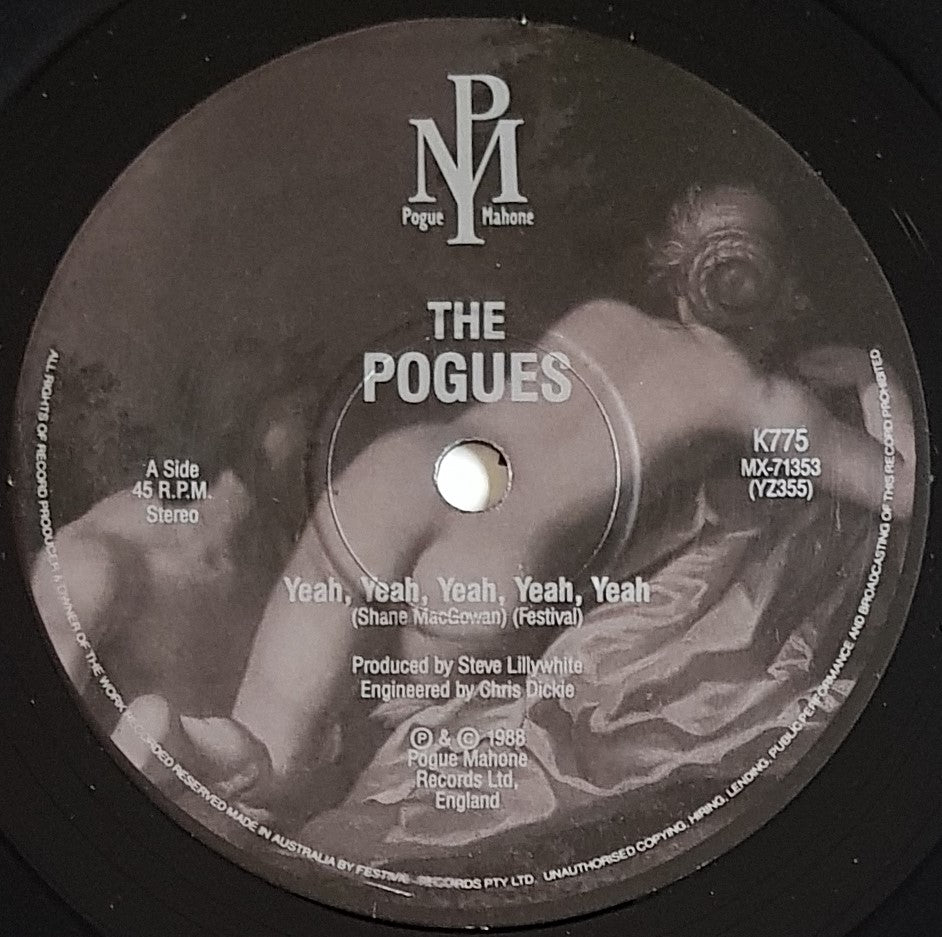 PM
Pogue Mahone
THE
POGUES
A Side
45 R.P.M.
Stereo
K775
MX-71353
(YZ355)
Yeah, Yeah, Yeah, Yeah, Yeah
(Shane MacGowan) (Festival)
Produced by Steve Lillywhite
Engineered by Chris Dickie
Ⓟ & © 1988
Pogue Mahone
Records Ltd,
England
ALL RIGHTS OF RECORD PRODUCER & OWNER OF THE WORK RECORDED RESERVED MADE IN AUSTRALIA BY FESTIVAL RECORDS PTY LTD. UNAUTHORISED COPYING, HIRING, LENDING, PUBLIC PERFORMANCE AND BROADCASTING OF THIS RECORD PROHIBITED